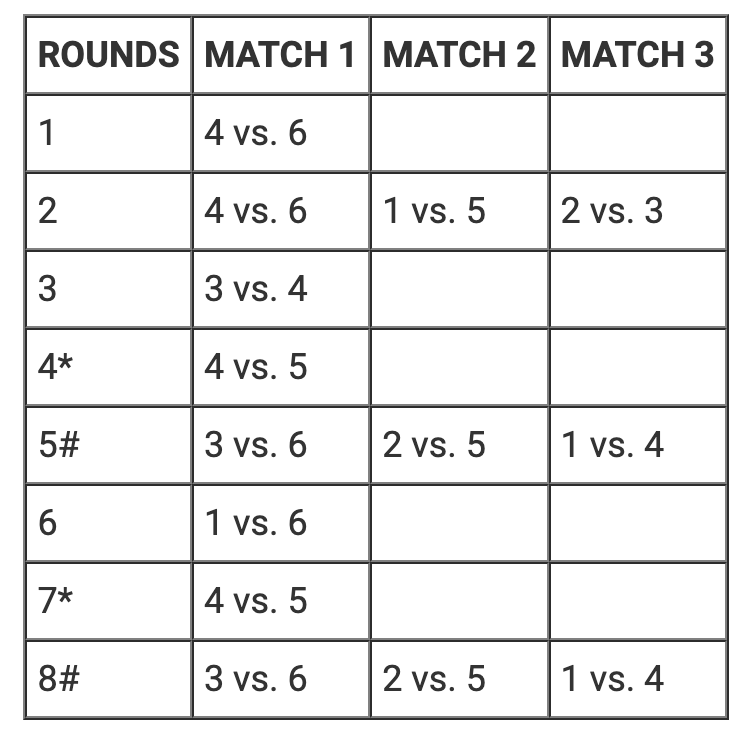 ROUNDS MATCH 1 MATCH 2 MATCH 3
1 4 vs. 6
2 4 vs. 6 1 vs. 5 2 vs. 3
3 3 vs. 4
4* 4 vs. 5
5# 3 vs. 6 2 vs. 5 1 vs. 4
6 1 vs. 6
7* 4 vs. 5
8# 3 vs. 6 2 vs. 5 1 vs. 4